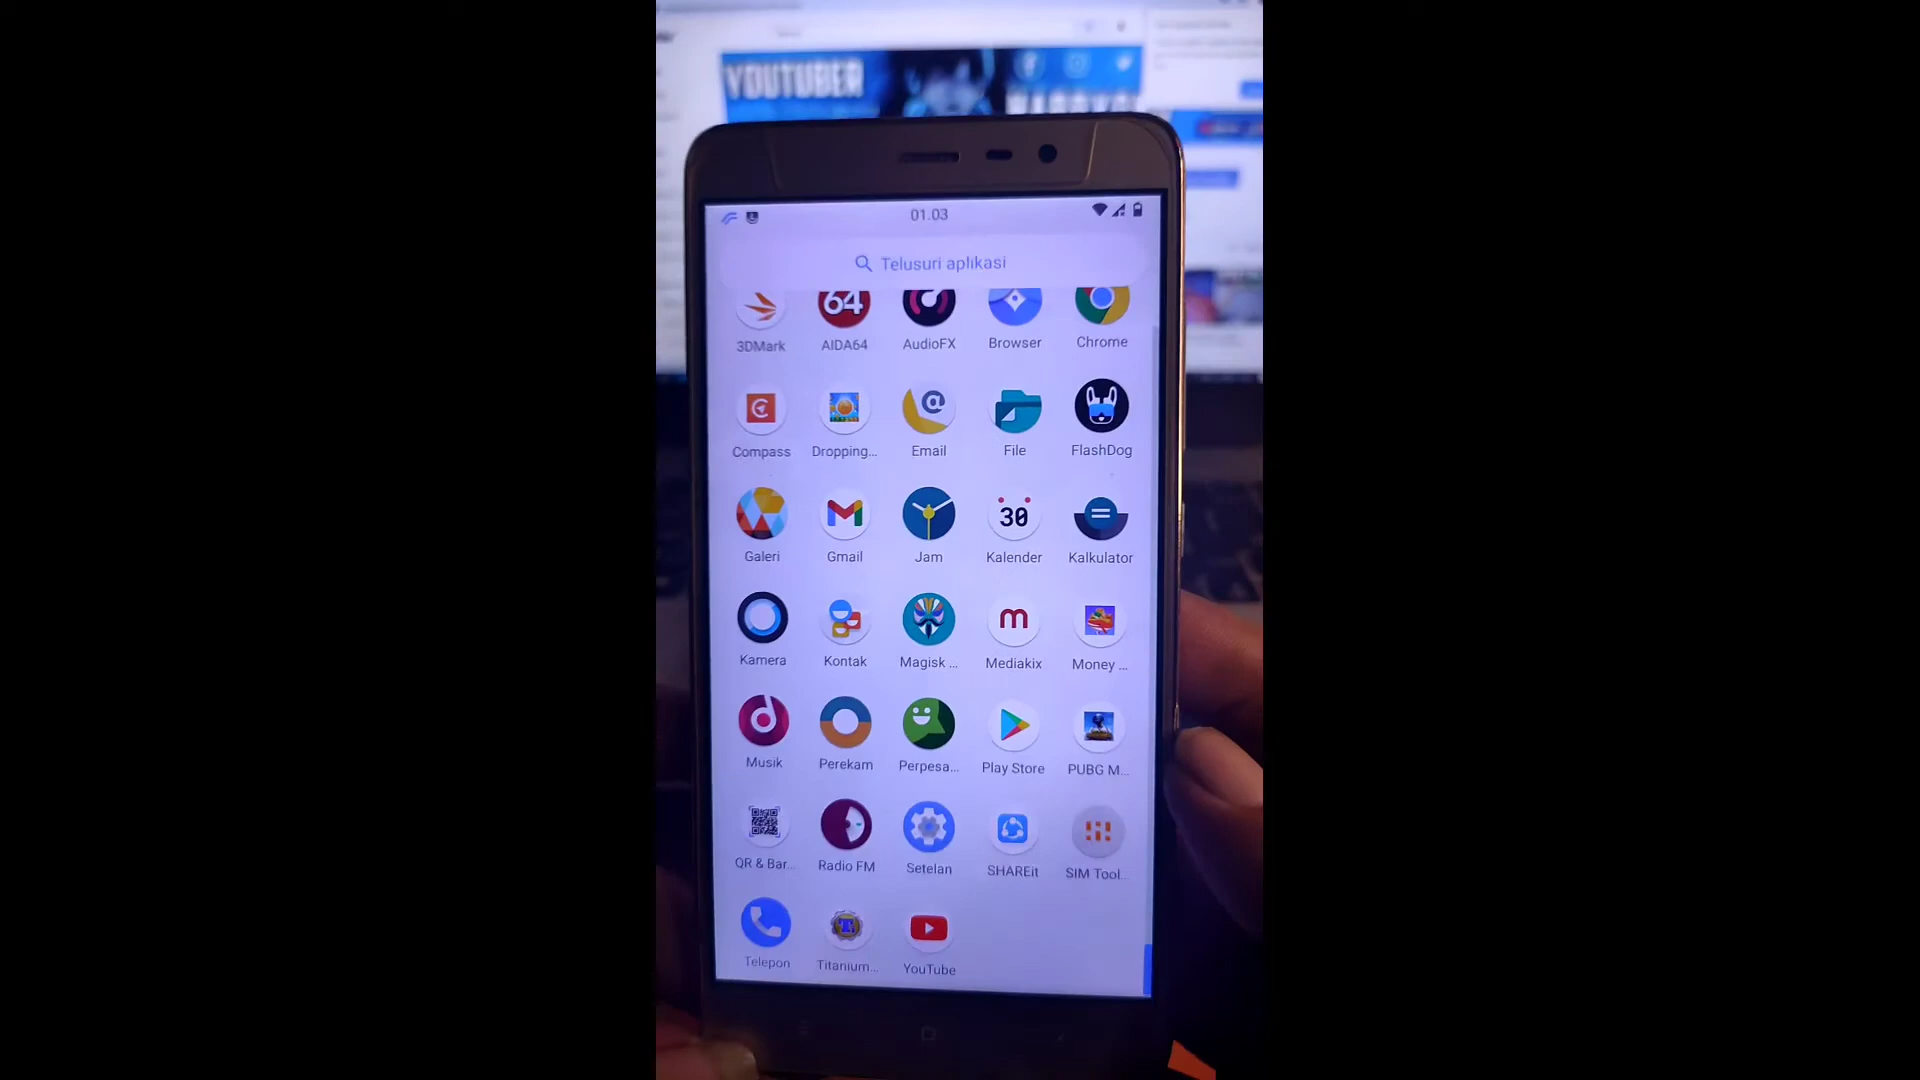 YOUTUBER
01.03
Telusuri aplikasi
64
3DMark AIDA64 AudioFX Browser Chrome
Compass Dropping... Email File FlashDog
30
Galeri Gmail Jam Kalender Kalkulator
m
Kamera Kontak Magisk ... Mediakix Money ...
Musik Perekam Perpesa... Play Store PUBG M...
QR & Bar.. Radio FM Setelan SHAREit SIM Tool..
Telepon Titanium... YouTube